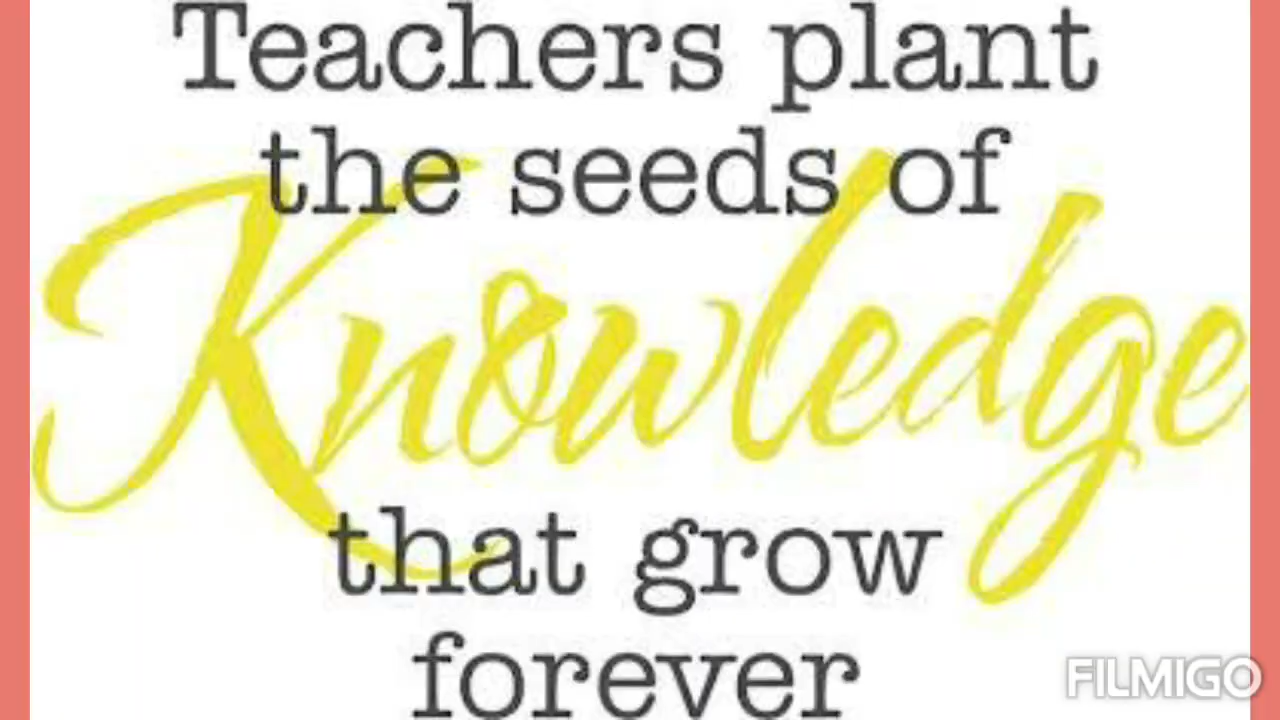 Teachers plant
the seeds of
Knowledge
that grow
forever
FILMIGO